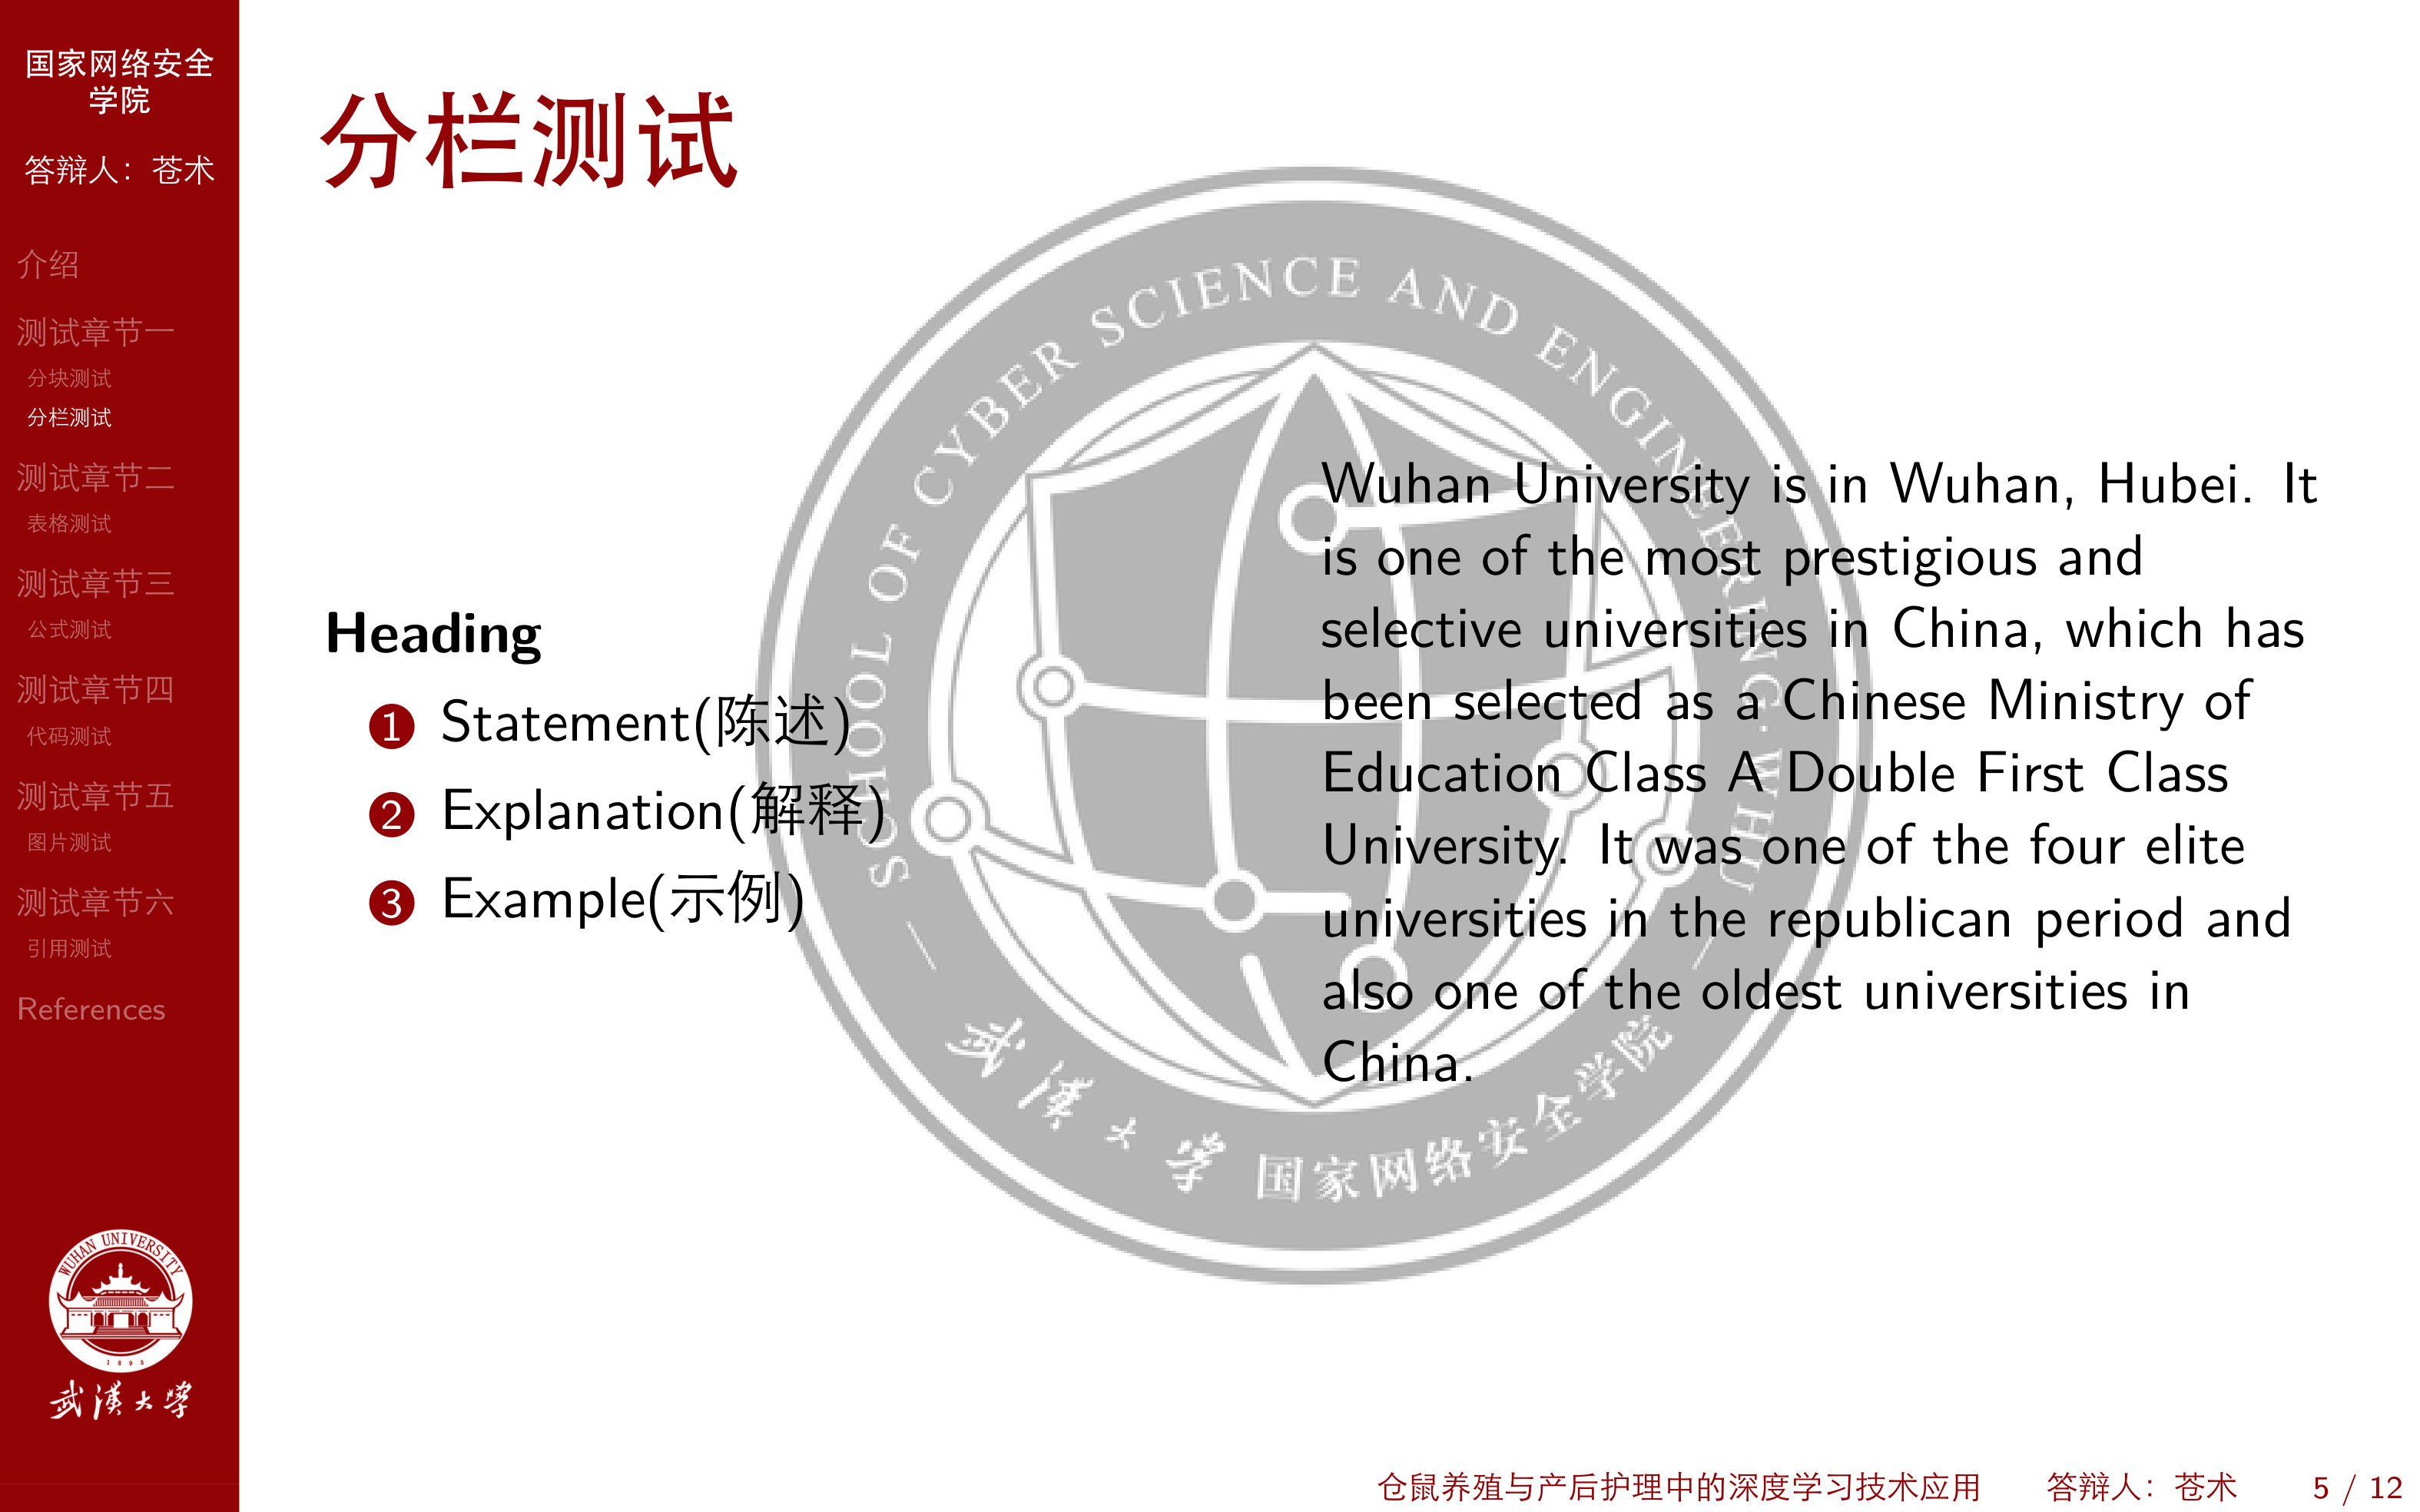 国家网络安全
学院
答辩人：苍术
介绍
测试章节一
分块测试
分栏测试
测试章节二
表格测试
测试章节三
公式测试
测试章节四
代码测试
测试章节五
图片测试
测试章节六
引用测试
References
WUHAN UNIVERSITY
1893
武漢大學
分栏测试
SCHOOL OF CYBER SCIENCE AND ENGINEERING·WHU
武漢大學 国家网络安全学院
Heading
1 Statement(陈述)
2 Explanation(解释)
3 Example(示例)
Wuhan University is in Wuhan, Hubei. It
is one of the most prestigious and
selective universities in China, which has
been selected as a Chinese Ministry of
Education Class A Double First Class
University. It was one of the four elite
universities in the republican period and
also one of the oldest universities in
China.
仓鼠养殖与产后护理中的深度学习技术应用 答辩人：苍术 5 / 12